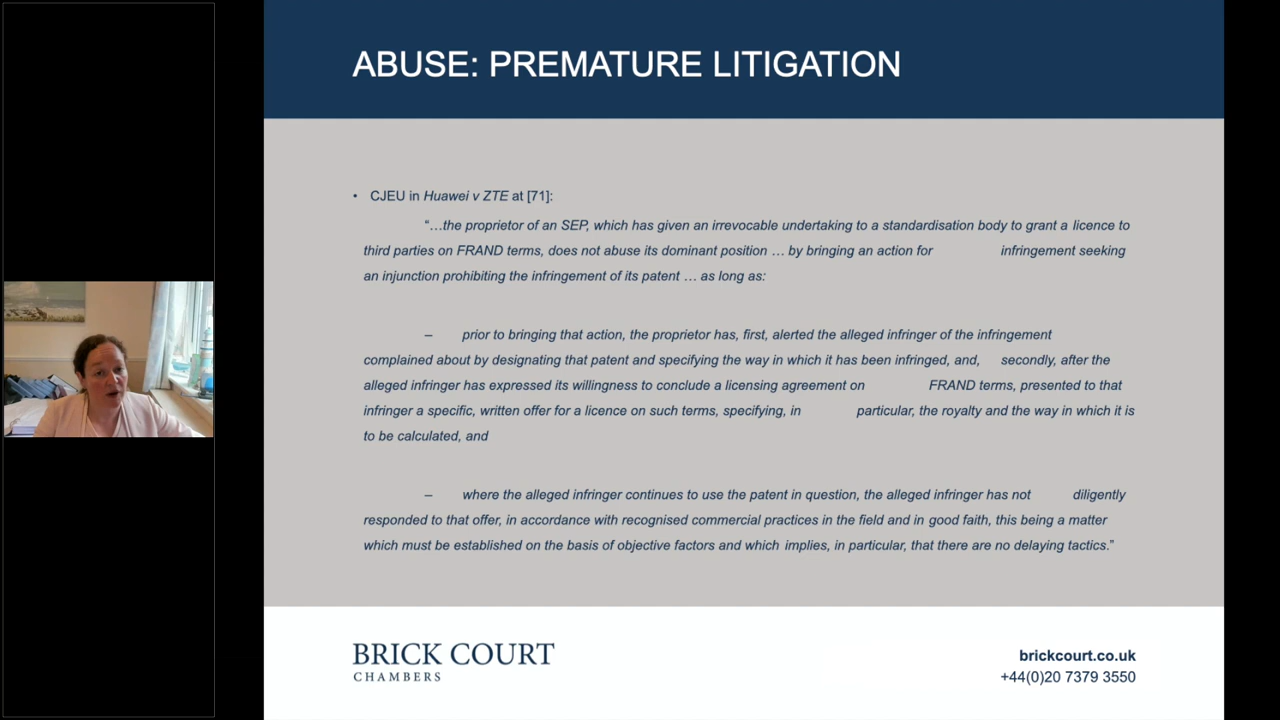 ABUSE: PREMATURE LITIGATION
• CJEU in Huawei v ZTE at [71]:
“…the proprietor of an SEP, which has given an irrevocable undertaking to a standardisation body to grant a licence to
third parties on FRAND terms, does not abuse its dominant position … by bringing an action for infringement seeking
an injunction prohibiting the infringement of its patent … as long as:
– prior to bringing that action, the proprietor has, first, alerted the alleged infringer of the infringement
complained about by designating that patent and specifying the way in which it has been infringed, and, secondly, after the
alleged infringer has expressed its willingness to conclude a licensing agreement on FRAND terms, presented to that
infringer a specific, written offer for a licence on such terms, specifying, in particular, the royalty and the way in which it is
to be calculated, and
– where the alleged infringer continues to use the patent in question, the alleged infringer has not diligently
responded to that offer, in accordance with recognised commercial practices in the field and in good faith, this being a matter
which must be established on the basis of objective factors and which implies, in particular, that there are no delaying tactics.”
BRICK COURT
CHAMBERS
brickcourt.co.uk
+44(0)20 7379 3550